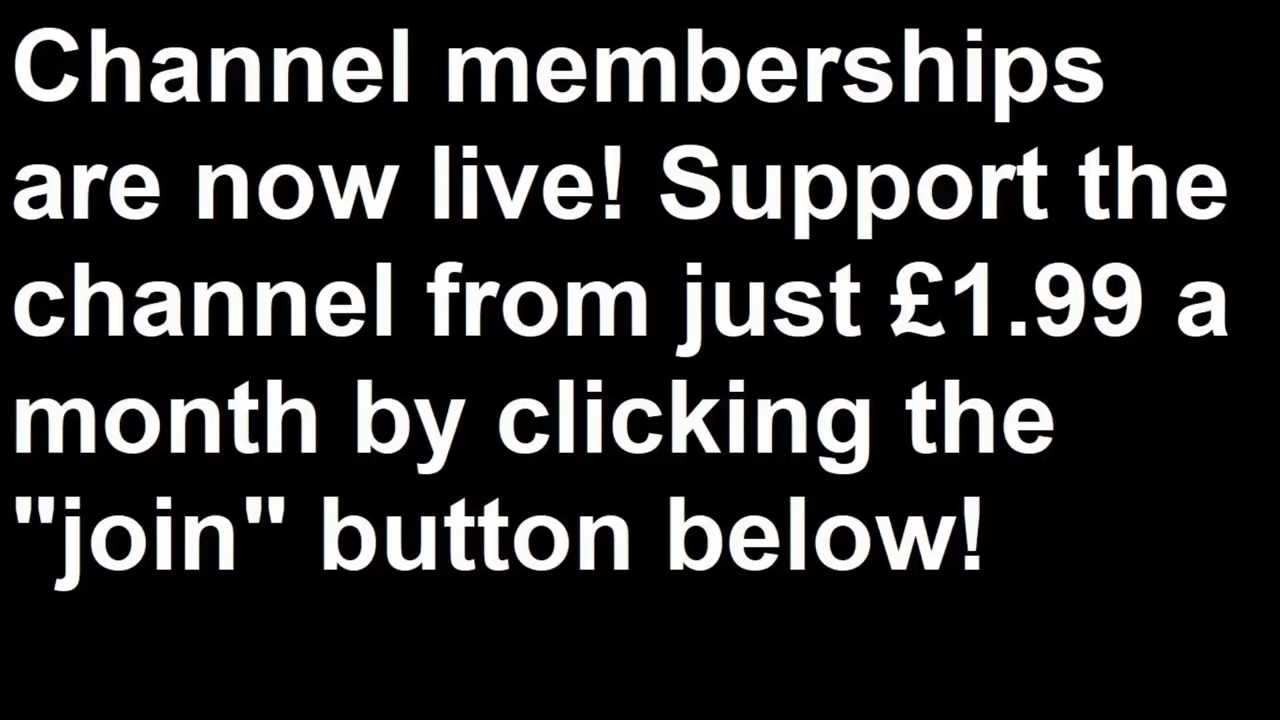 Channel memberships
are now live! Support the
channel from just £1.99 a
month by clicking the
"join" button below!